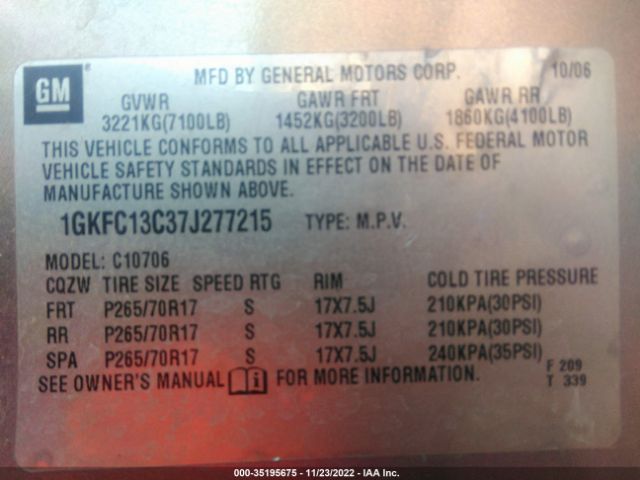 GM
MFD BY GENERAL MOTORS CORP. 10/06
GVWR GAWR FRT GAWR RR
3221KG(7100LB) 1452KG(3200LB) 1860KG(4100LB)
THIS VEHICLE CONFORMS TO ALL APPLICABLE U.S. FEDERAL MOTOR
VEHICLE SAFETY STANDARDS IN EFFECT ON THE DATE OF
MANUFACTURE SHOWN ABOVE.
1GKFC13C37J277215 TYPE: M.P.V.
MODEL: C10706
CQZW TIRE SIZE SPEED RTG RIM COLD TIRE PRESSURE
FRT P265/70R17 S 17X7.5J 210KPA(30PSI)
RR P265/70R17 S 17X7.5J 210KPA(30PSI)
SPA P265/70R17 S 17X7.5J 240KPA(35PSI)
SEE OWNER'S MANUAL i FOR MORE INFORMATION. F 209
T 339
000-35195675 - 11/23/2022 - IAA Inc.